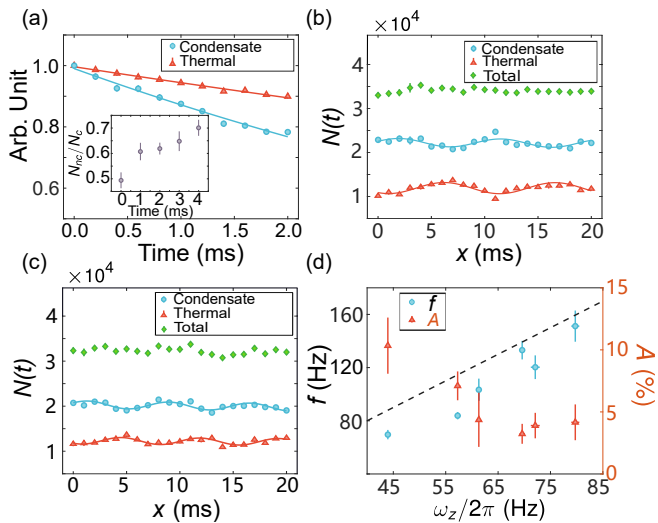 (a)
Condensate
Thermal
Arb. Unit
1.0
0.8
0.6
N_nc/N_c
0.7
0.6
0.5
0 1 2 3 4
Time (ms)
0.0 0.5 1.0 1.5 2.0
Time (ms)
(b)
×10⁴
Condensate
Thermal
Total
N(t)
5
4
3
2
1
0 5 10 15 20
x (ms)
(c)
×10⁴
Condensate
Thermal
Total
N(t)
5
4
3
2
1
0 5 10 15 20
x (ms)
(d)
f
A
f (Hz)
160
120
80
15
10
5
0
A (%)
45 55 65 75 85
ω_z/2π (Hz)